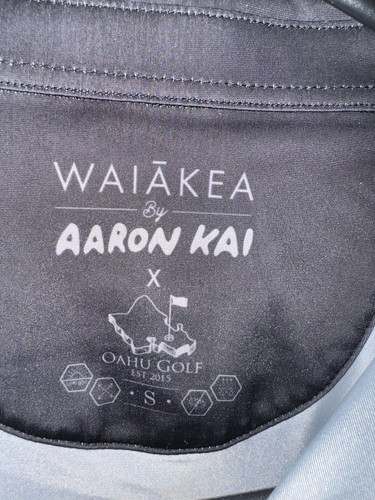 WAIĀKEA
By
AARON KAI
X
OAHU GOLF
EST 2015
· S ·